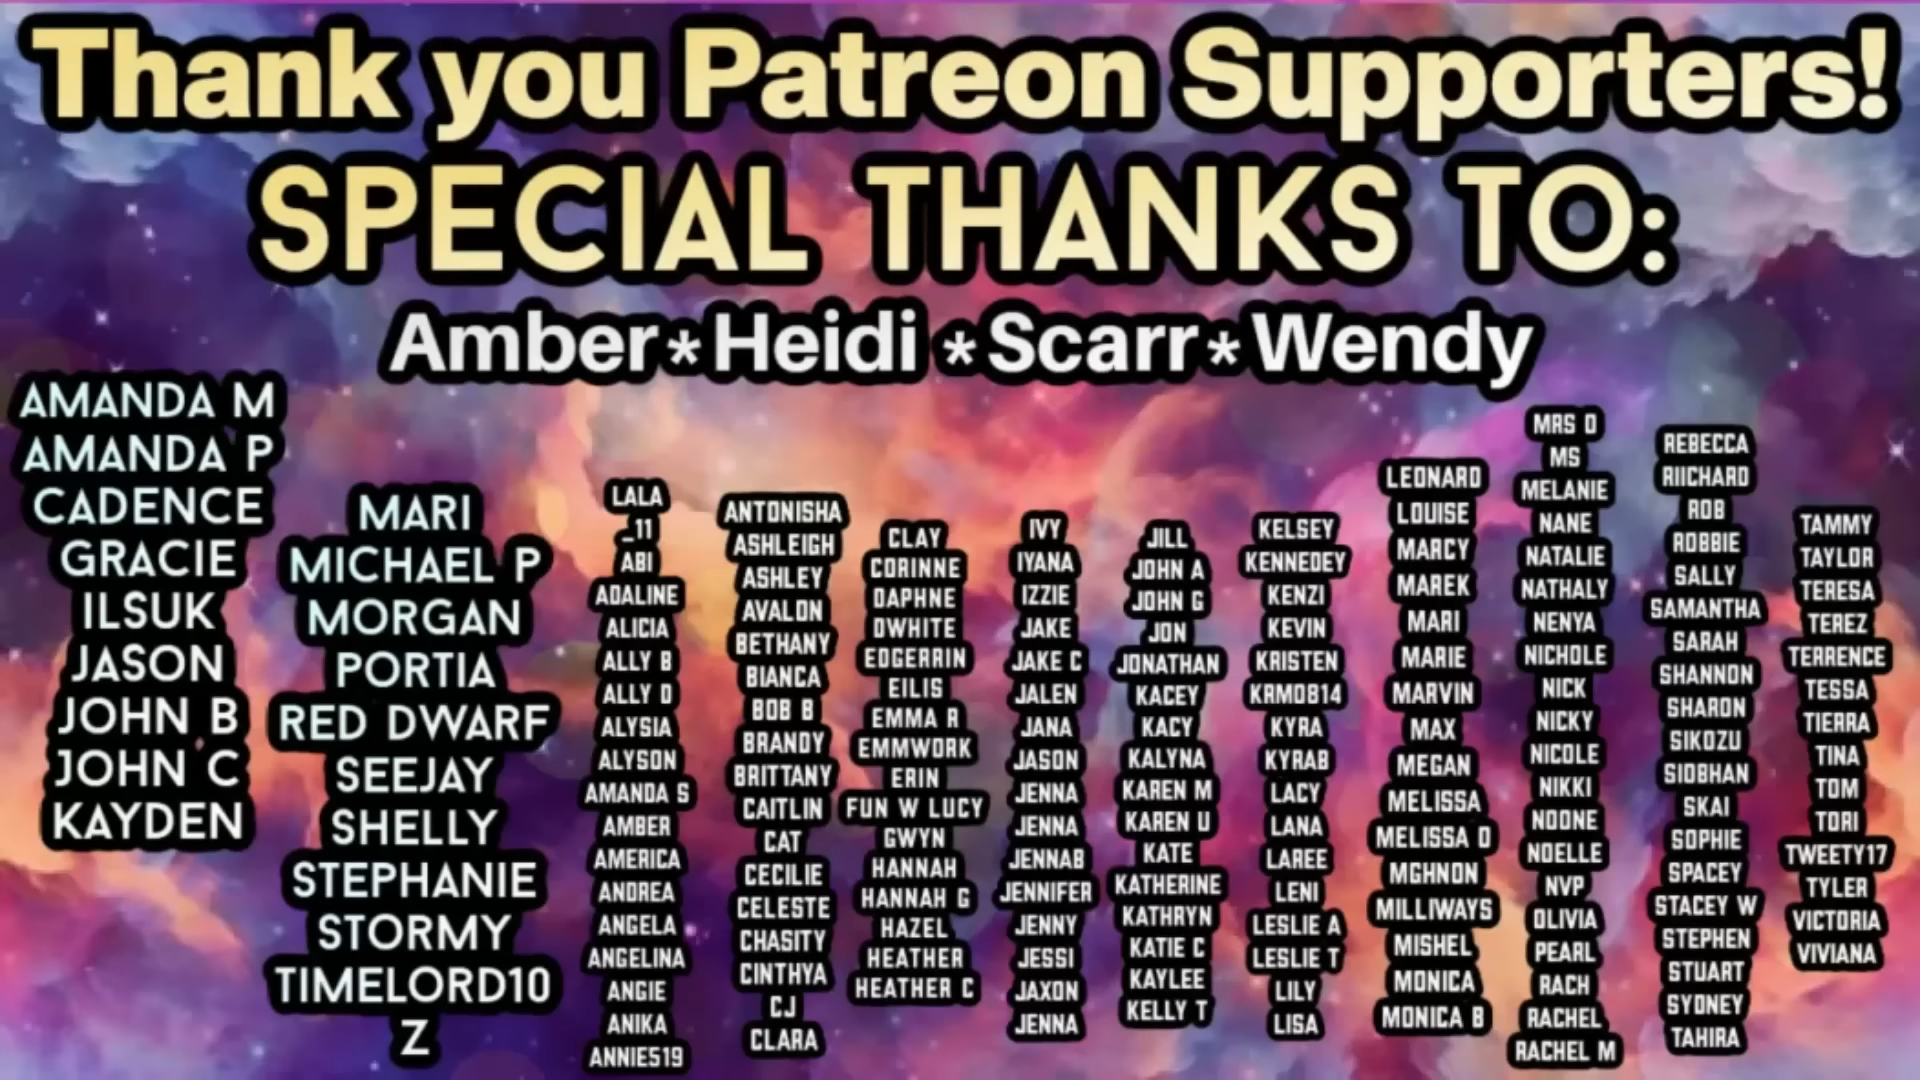 Thank you Patreon Supporters!
SPECIAL THANKS TO:
Amber*Heidi *Scarr*Wendy
AMANDA M
AMANDA P
CADENCE
GRACIE
ILSUK
JASON
JOHN B
JOHN C
KAYDEN
MARI
MICHAEL P
MORGAN
PORTIA
RED DWARF
SEEJAY
SHELLY
STEPHANIE
STORMY
TIMELORD10
Z
LALA
_11
ABI
ADALINE
ALICIA
ALLY B
ALLY D
ALYSIA
ALYSON
AMANDA S
AMBER
AMERICA
ANDREA
ANGELA
ANGELINA
ANGIE
ANIKA
ANNIE519
ANTONISHA
ASHLEIGH
ASHLEY
AVALON
BETHANY
BIANCA
BOB B
BRANDY
BRITTANY
CAITLIN
CAT
CECILIE
CELESTE
CHASITY
CINTHYA
CJ
CLARA
CLAY
CORINNE
DAPHNE
DWHITE
EDGERRIN
EILIS
EMMA R
EMMWORK
ERIN
FUN W LUCY
GWYN
HANNAH
HANNAH G
HAZEL
HEATHER
HEATHER C
IVY
IYANA
IZZIE
JAKE
JAKE C
JALEN
JANA
JASON
JENNA
JENNA
JENNAB
JENNIFER
JENNY
JESSI
JAXON
JENNA
JILL
JOHN A
JOHN G
JON
JONATHAN
KACEY
KACY
KALYNA
KAREN M
KAREN U
KATE
KATHERINE
KATHRYN
KATIE C
KAYLEE
KELLY T
KELSEY
KENNEDEY
KENZI
KEVIN
KRISTEN
KRMO814
KYRA
KYRAB
LACY
LANA
LAREE
LENI
LESLIE A
LESLIE T
LILY
LISA
LEONARD
LOUISE
MARCY
MAREK
MARI
MARIE
MARVIN
MAX
MEGAN
MELISSA
MELISSA D
MGHNDN
MILLIWAYS
MISHEL
MONICA
MONICA B
MRS D
MS
MELANIE
NANE
NATALIE
NATHALY
NENYA
NICHOLE
NICK
NICKY
NICOLE
NIKKI
NOONE
NOELLE
NVP
OLIVIA
PEARL
RACH
RACHEL
RACHEL M
REBECCA
RIICHARD
ROB
ROBBIE
SALLY
SAMANTHA
SARAH
SHANNON
SHARON
SIKOZU
SIOBHAN
SKAI
SOPHIE
SPACEY
STACEY W
STEPHEN
STUART
SYDNEY
TAHIRA
TAMMY
TAYLOR
TERESA
TEREZ
TERRENCE
TESSA
TIERRA
TINA
TOM
TORI
TWEETY17
TYLER
VICTORIA
VIVIANA